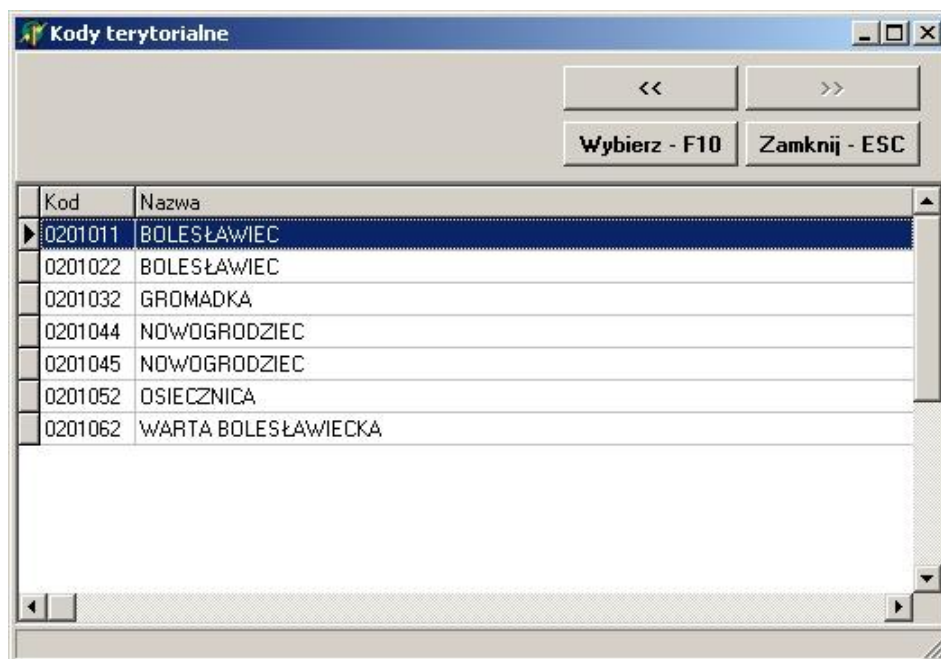 Kody terytorialne
<< >>
Wybierz - F10 Zamknij - ESC
Kod Nazwa
0201011 BOLESŁAWIEC
0201022 BOLESŁAWIEC
0201032 GROMADKA
0201044 NOWOGRODZIEC
0201045 NOWOGRODZIEC
0201052 OSIECZNICA
0201062 WARTA BOLESŁAWIECKA